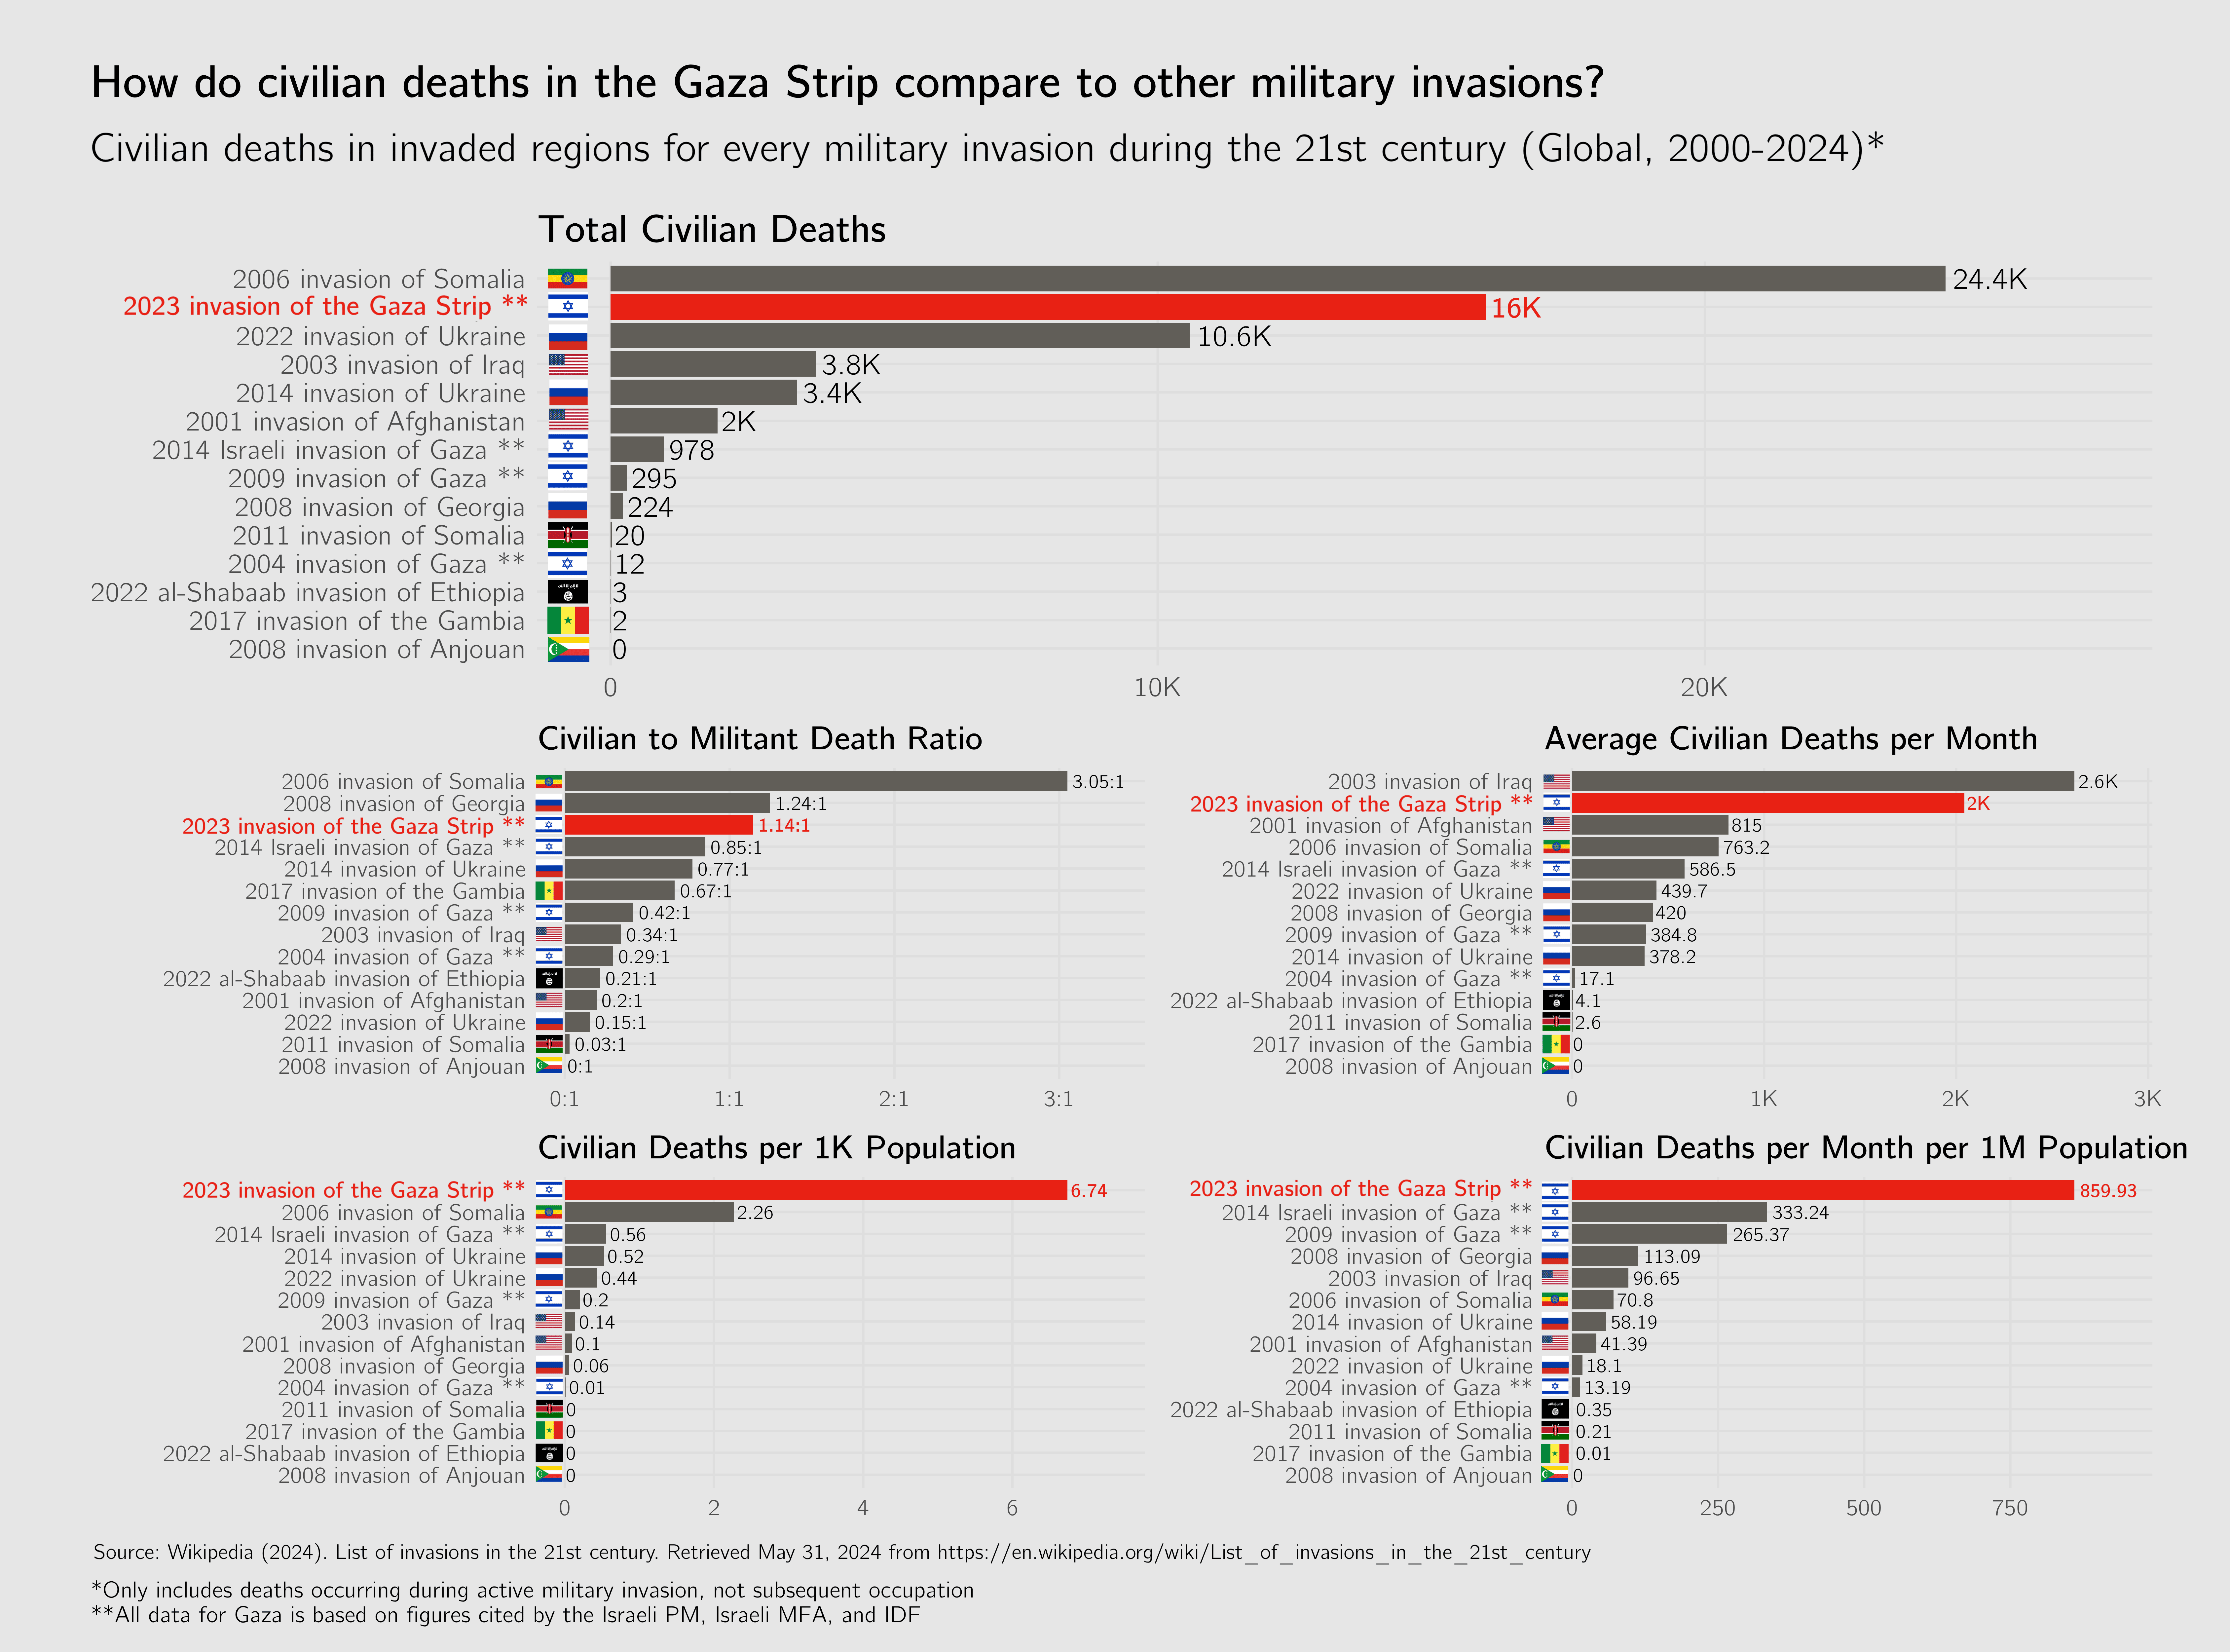 How do civilian deaths in the Gaza Strip compare to other military invasions?
Civilian deaths in invaded regions for every military invasion during the 21st century (Global, 2000-2024)*
Total Civilian Deaths
2006 invasion of Somalia 24.4K
2023 invasion of the Gaza Strip ** 16K
2022 invasion of Ukraine 10.6K
2003 invasion of Iraq 3.8K
2014 invasion of Ukraine 3.4K
2001 invasion of Afghanistan 2K
2014 Israeli invasion of Gaza ** 978
2009 invasion of Gaza ** 295
2008 invasion of Georgia 224
2011 invasion of Somalia 20
2004 invasion of Gaza ** 12
2022 al-Shabaab invasion of Ethiopia 3
2017 invasion of the Gambia 2
2008 invasion of Anjouan 0
0 10K 20K
Civilian to Militant Death Ratio
2006 invasion of Somalia 3.05:1
2008 invasion of Georgia 1.24:1
2023 invasion of the Gaza Strip ** 1.14:1
2014 Israeli invasion of Gaza ** 0.85:1
2014 invasion of Ukraine 0.77:1
2017 invasion of the Gambia 0.67:1
2009 invasion of Gaza ** 0.42:1
2003 invasion of Iraq 0.34:1
2004 invasion of Gaza ** 0.29:1
2022 al-Shabaab invasion of Ethiopia 0.21:1
2001 invasion of Afghanistan 0.2:1
2022 invasion of Ukraine 0.15:1
2011 invasion of Somalia 0.03:1
2008 invasion of Anjouan 0:1
0:1 1:1 2:1 3:1
Average Civilian Deaths per Month
2003 invasion of Iraq 2.6K
2023 invasion of the Gaza Strip ** 2K
2001 invasion of Afghanistan 815
2006 invasion of Somalia 763.2
2014 Israeli invasion of Gaza ** 586.5
2022 invasion of Ukraine 439.7
2008 invasion of Georgia 420
2009 invasion of Gaza ** 384.8
2014 invasion of Ukraine 378.2
2004 invasion of Gaza ** 17.1
2022 al-Shabaab invasion of Ethiopia 4.1
2011 invasion of Somalia 2.6
2017 invasion of the Gambia 0
2008 invasion of Anjouan 0
0 1K 2K 3K
Civilian Deaths per 1K Population
2023 invasion of the Gaza Strip ** 6.74
2006 invasion of Somalia 2.26
2014 Israeli invasion of Gaza ** 0.56
2014 invasion of Ukraine 0.52
2022 invasion of Ukraine 0.44
2009 invasion of Gaza ** 0.2
2003 invasion of Iraq 0.14
2001 invasion of Afghanistan 0.1
2008 invasion of Georgia 0.06
2004 invasion of Gaza ** 0.01
2011 invasion of Somalia 0
2017 invasion of the Gambia 0
2022 al-Shabaab invasion of Ethiopia 0
2008 invasion of Anjouan 0
0 2 4 6
Civilian Deaths per Month per 1M Population
2023 invasion of the Gaza Strip ** 859.93
2014 Israeli invasion of Gaza ** 333.24
2009 invasion of Gaza ** 265.37
2008 invasion of Georgia 113.09
2003 invasion of Iraq 96.65
2006 invasion of Somalia 70.8
2014 invasion of Ukraine 58.19
2001 invasion of Afghanistan 41.39
2022 invasion of Ukraine 18.1
2004 invasion of Gaza ** 13.19
2022 al-Shabaab invasion of Ethiopia 0.35
2011 invasion of Somalia 0.21
2017 invasion of the Gambia 0.01
2008 invasion of Anjouan 0
0 250 500 750
Source: Wikipedia (2024). List of invasions in the 21st century. Retrieved May 31, 2024 from https://en.wikipedia.org/wiki/List_of_invasions_in_the_21st_century
*Only includes deaths occurring during active military invasion, not subsequent occupation
**All data for Gaza is based on figures cited by the Israeli PM, Israeli MFA, and IDF